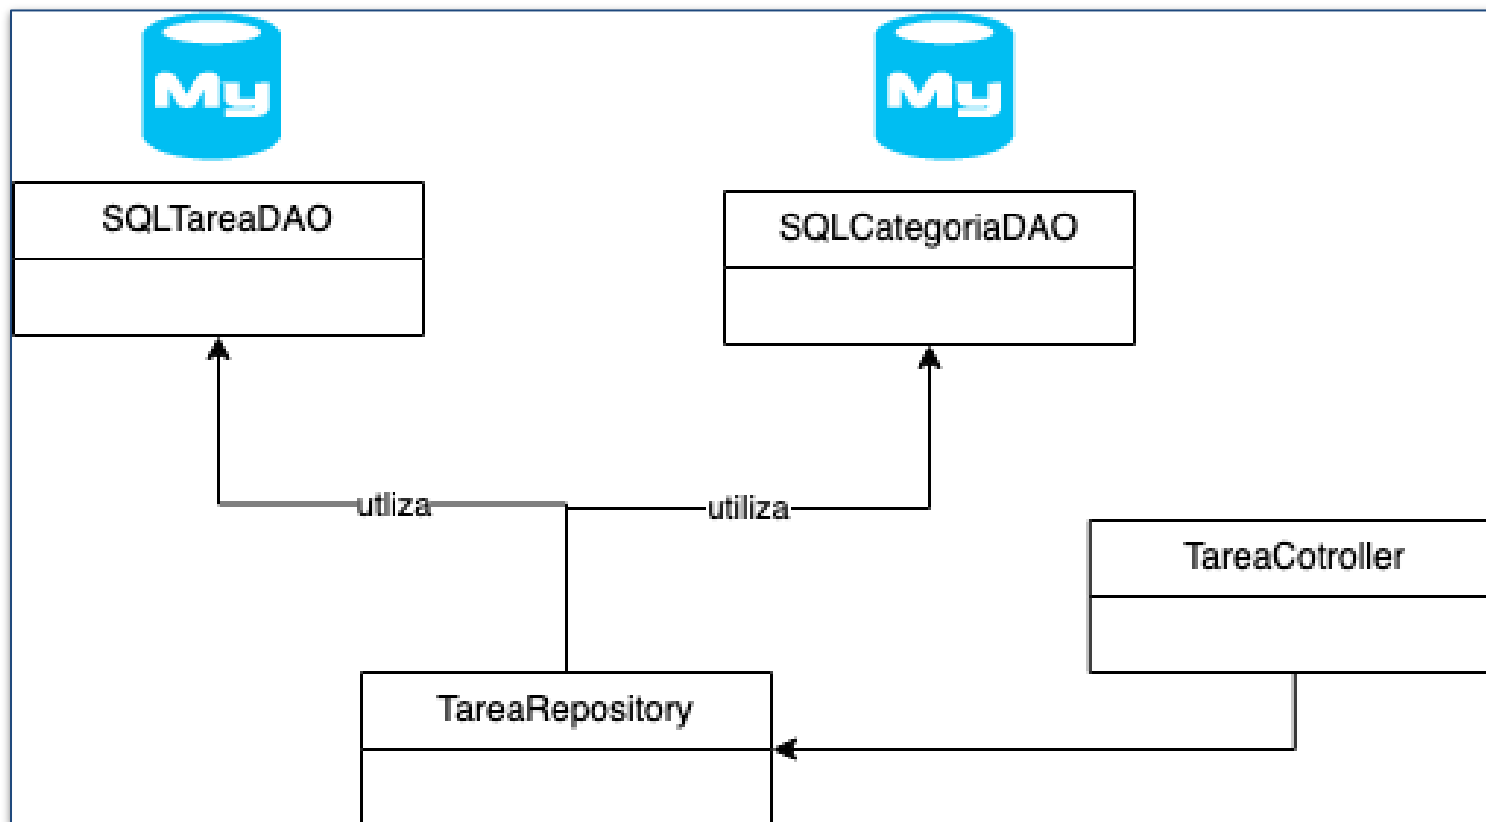 My
My
SQLTareaDAO
SQLCategoriaDAO
utliza
utiliza
TareaCotroller
TareaRepository